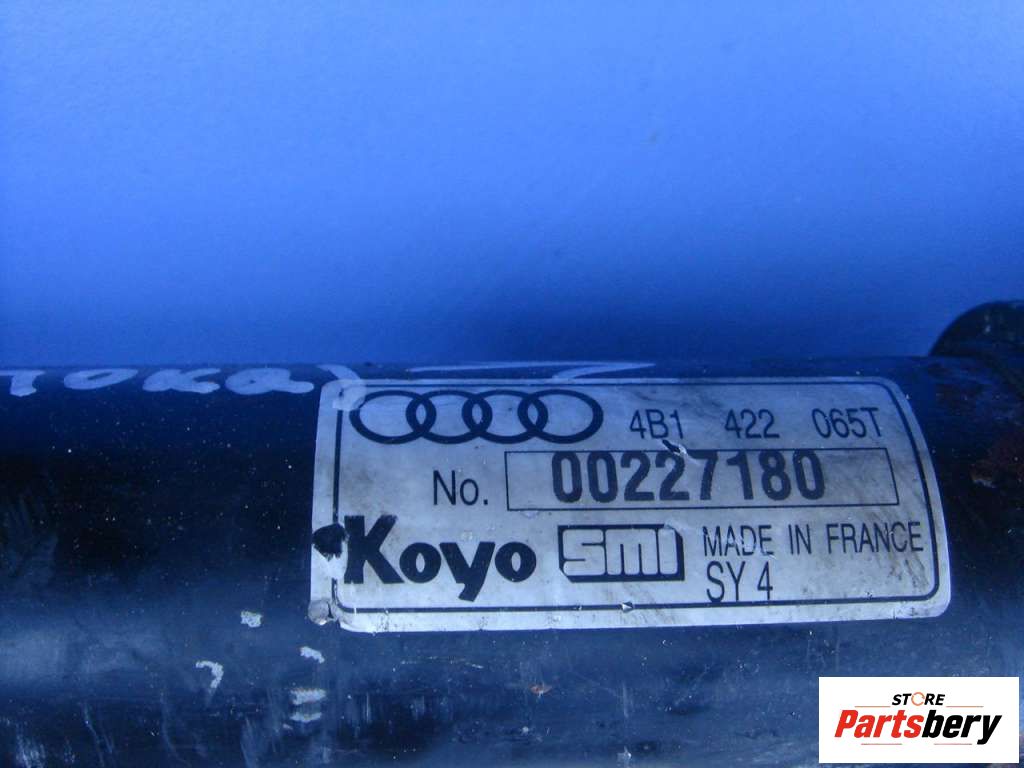 4B1 422 065T
No. 00227180
Koyo SMI MADE IN FRANCE
SY 4
STORE
Partsbery